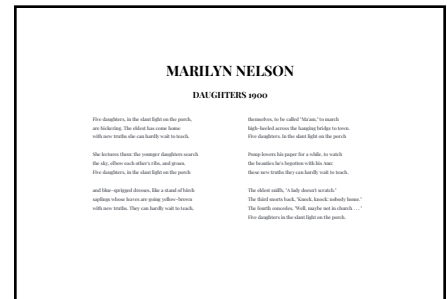 MARILYN NELSON
DAUGHTERS 1900
Five daughters, in the slant light on the porch,
are bickering. The eldest has come home
with new truths she can hardly wait to teach.
She lectures them: the younger daughters search
the sky, elbow each other's ribs, and groan.
Five daughters, in the slant light on the porch
and blue-sprigged dresses, like a stand of birch
saplings whose leaves are going yellow-brown
with new truths. They can hardly wait to teach,
themselves, to be called "Ma'am," to march
high-heeled across the hanging bridge to town.
Five daughters. In the slant light on the porch
Pomp lowers his paper for a while, to watch
the beauties he's begotten with his Ann:
these new truths they can hardly wait to teach.
The eldest sniffs, "A lady doesn't scratch."
The third snorts back, "Knock, knock: nobody home."
The fourth concedes, "Well, maybe not in church . . . "
Five daughters in the slant light on the porch.